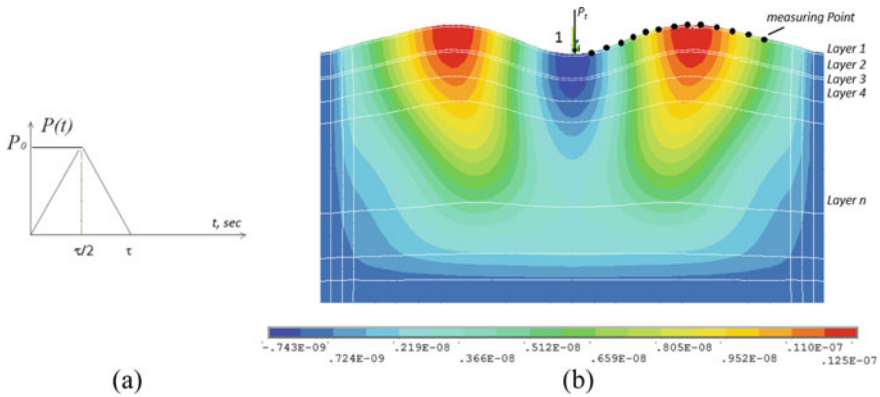 P(t)
P₀
t, sec
τ/2
τ
(a)
Pt
1
measuring Point
Layer 1
Layer 2
Layer 3
Layer 4
Layer n
-.743E-09
.724E-09
.219E-08
.366E-08
.512E-08
.659E-08
.805E-08
.952E-08
.110E-07
.125E-07
(b)